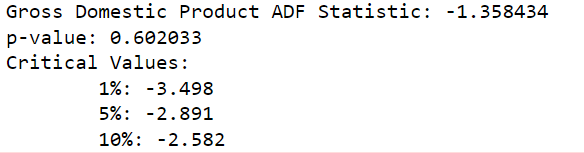 Gross Domestic Product ADF Statistic: -1.358434
p-value: 0.602033
Critical Values:
	1%: -3.498
	5%: -2.891
	10%: -2.582